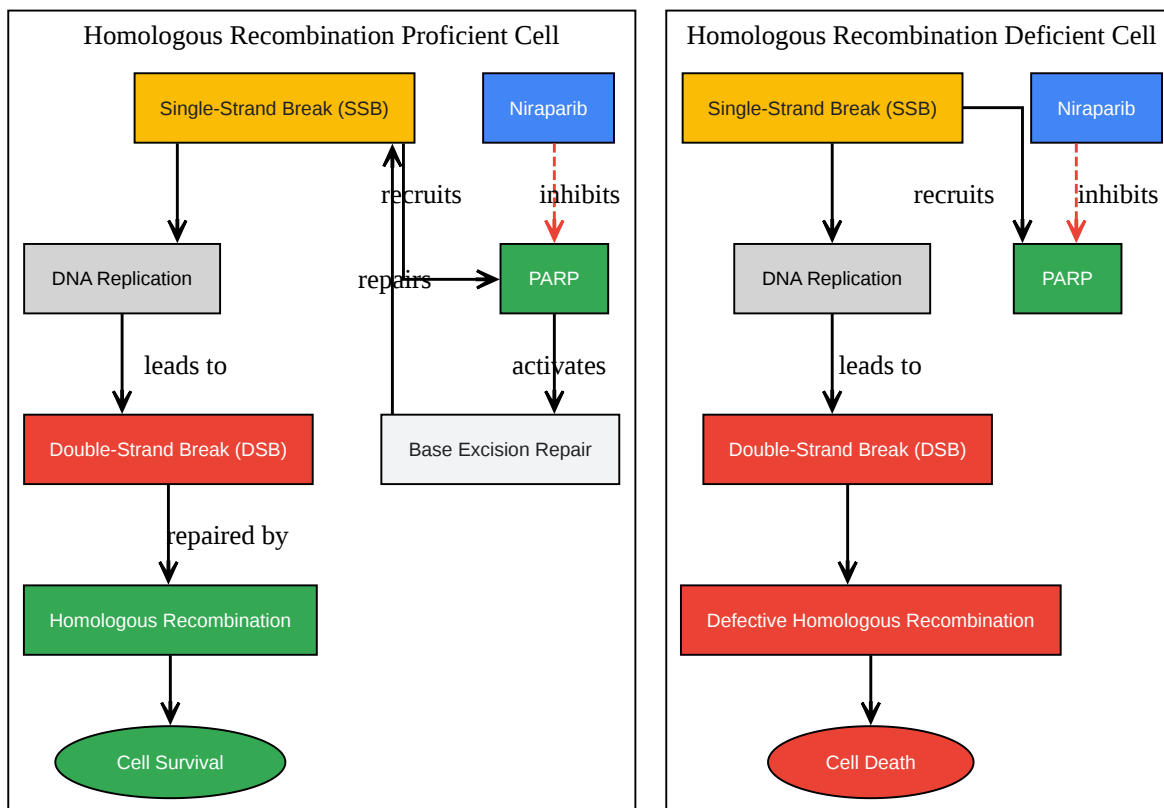 Homologous Recombination Proficient Cell
Single-Strand Break (SSB)
Niraparib
recruits
inhibits
DNA Replication
repairs
PARP
leads to
activates
Double-Strand Break (DSB)
Base Excision Repair
repaired by
Homologous Recombination
Cell Survival
Homologous Recombination Deficient Cell
Single-Strand Break (SSB)
Niraparib
recruits
inhibits
DNA Replication
PARP
leads to
Double-Strand Break (DSB)
Defective Homologous Recombination
Cell Death